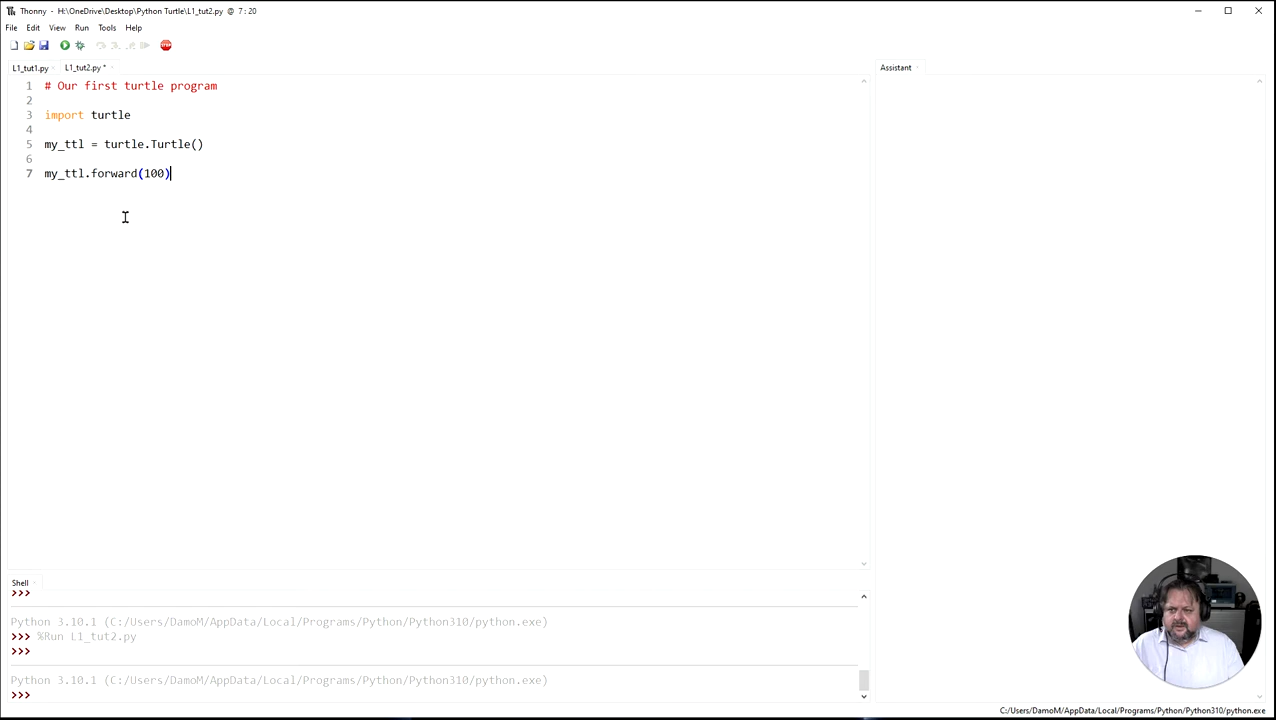 Thonny - H:\OneDrive\Desktop\Python Turtle\L1_tut2.py @ 7 : 20
File Edit View Run Tools Help
STOP
L1_tut1.py L1_tut2.py * Assistant
1 # Our first turtle program
2
3 import turtle
4
5 my_ttl = turtle.Turtle()
6
7 my_ttl.forward(100)
Shell
>>>
Python 3.10.1 (C:/Users/DamoM/AppData/Local/Programs/Python/Python310/python.exe)
>>> %Run L1_tut2.py
>>>
Python 3.10.1 (C:/Users/DamoM/AppData/Local/Programs/Python/Python310/python.exe)
>>>
C:/Users/DamoM/AppData/Local/Programs/Python/Python310/python.exe